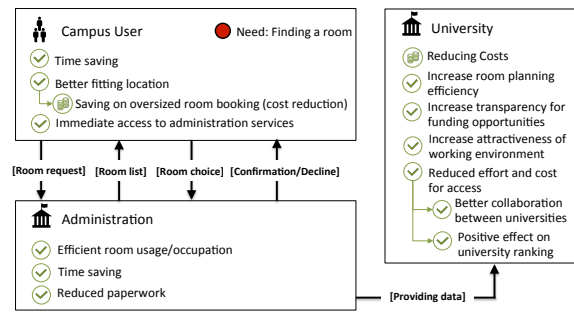 Campus User
Need: Finding a room
Time saving
Better fitting location
Saving on oversized room booking (cost reduction)
Immediate access to administration services
[Room request]
[Room list]
[Room choice]
[Confirmation/Decline]
Administration
Efficient room usage/occupation
Time saving
Reduced paperwork
[Providing data]
University
Reducing Costs
Increase room planning
efficiency
Increase transparency for
funding opportunities
Increase attractiveness of
working environment
Reduced effort and cost
for access
Better collaboration
between universities
Positive effect on
university ranking